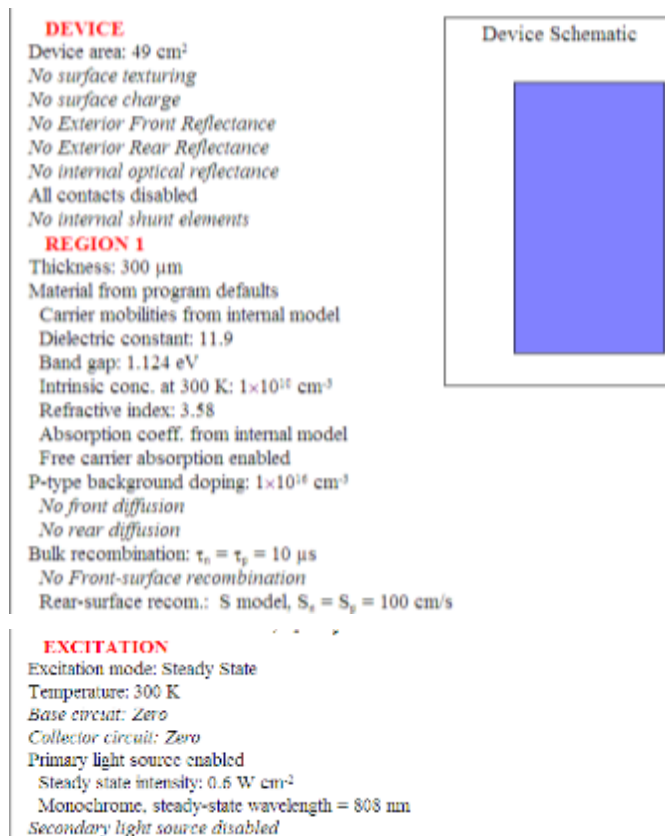 DEVICE
Device area: 49 cm²
No surface texturing
No surface charge
No Exterior Front Reflectance
No Exterior Rear Reflectance
No internal optical reflectance
All contacts disabled
No internal shunt elements
REGION 1
Thickness: 300 µm
Material from program defaults
Carrier mobilities from internal model
Dielectric constant: 11.9
Band gap: 1.124 eV
Intrinsic conc. at 300 K: 1×10¹⁰ cm⁻³
Refractive index: 3.58
Absorption coeff. from internal model
Free carrier absorption enabled
P-type background doping: 1×10¹⁶ cm⁻³
No front diffusion
No rear diffusion
Bulk recombination: τₙ = τₚ = 10 µs
No Front-surface recombination
Rear-surface recom.: S model, Sₙ = Sₚ = 100 cm/s
EXCITATION
Excitation mode: Steady State
Temperature: 300 K
Base circuit: Zero
Collector circuit: Zero
Primary light source enabled
Steady state intensity: 0.6 W cm⁻²
Monochrome, steady-state wavelength = 808 nm
Secondary light source disabled
Device Schematic